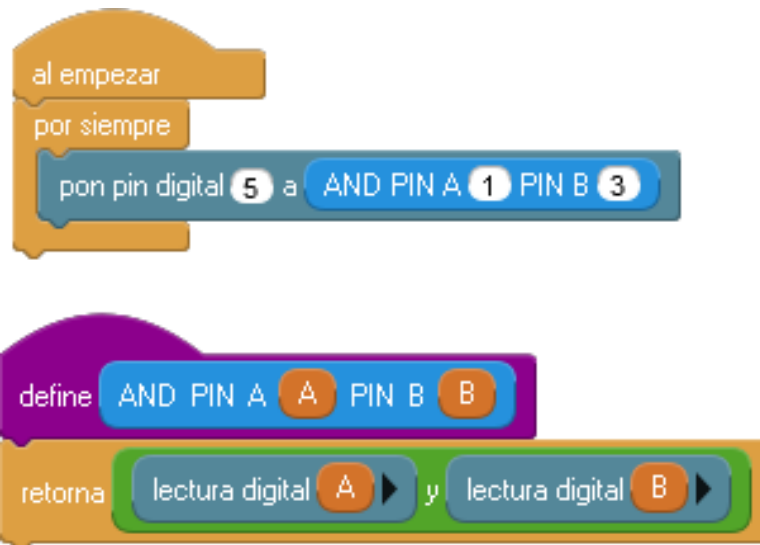 al empezar
por siempre
pon pin digital 5 a AND PIN A 1 PIN B 3
define AND PIN A A PIN B B
retorna lectura digital A y lectura digital B